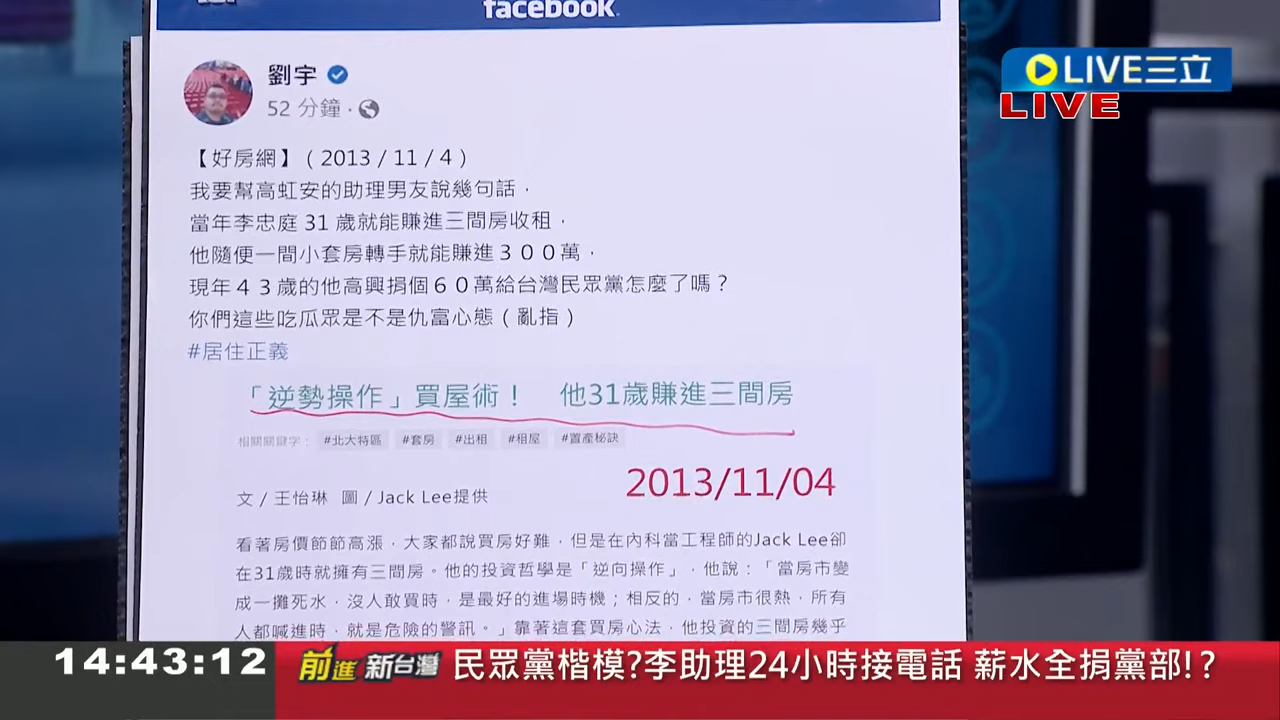 facebook
劉宇
52 分鐘 ·
【好房網】（2013 / 11 / 4）
我要幫高虹安的助理男友說幾句話，
當年李忠庭 31 歲就能賺進三間房收租，
他隨便一間小套房轉手就能賺進３００萬，
現年４３歲的他高興捐個６０萬給台灣民眾黨怎麼了嗎？
你們這些吃瓜眾是不是仇富心態（亂指）
#居住正義
「逆勢操作」買屋術！ 他31歲賺進三間房
相關關鍵字： #北大特區 #套房 #出租 #租屋 #置產秘訣
2013/11/04
文 / 王怡琳 圖 / Jack Lee提供
看著房價節節高漲，大家都說買房好難，但是在內科當工程師的Jack Lee卻
在31歲時就擁有三間房。他的投資哲學是「逆向操作」，他說：「當房市變
成一攤死水，沒人敢買時，是最好的進場時機；相反的，當房市很熱，所有
人都喊進時，就是危險的警訊。」靠著這套買房心法，他投資的三間房幾乎
LIVE三立
LIVE
14:43:12
前進新台灣
民眾黨楷模?李助理24小時接電話 薪水全捐黨部!?